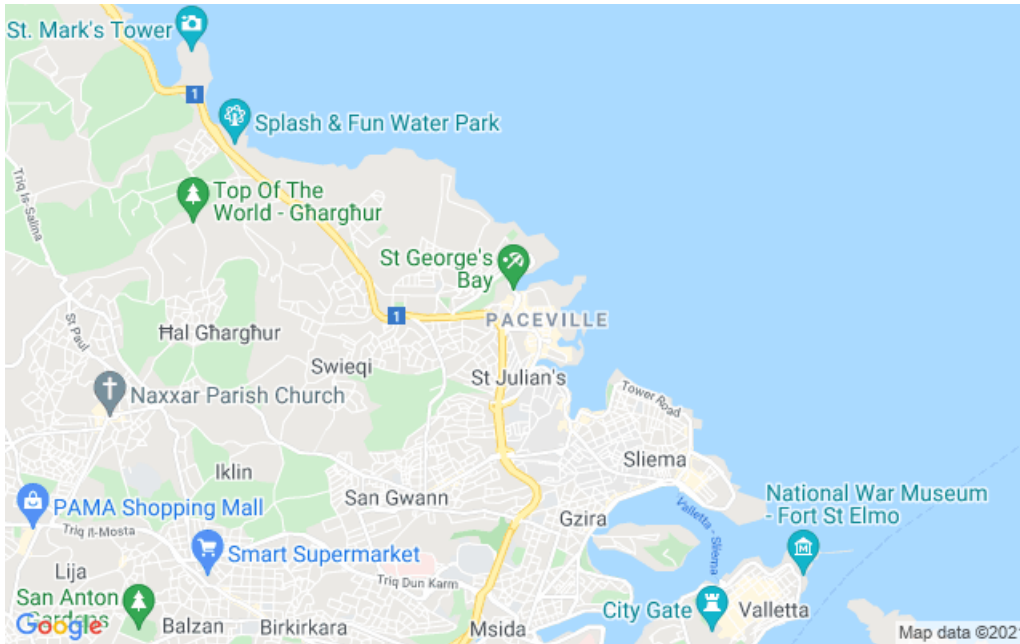 St. Mark's Tower
1
Splash & Fun Water Park
Triq Is-Salina
Top Of The
World - Għargħur
St George's
Bay
1
PACEVILLE
St Paul
Ħal Għargħur
Swieqi
St Julian's
Naxxar Parish Church
Tower Road
Iklin
Sliema
San Gwann
PAMA Shopping Mall
Gzira
Valletta - Sliema
National War Museum
- Fort St Elmo
Triq il-Mosta
Smart Supermarket
Lija
Triq Dun Karm
San Anton
Gardens
City Gate
Valletta
Google
Balzan
Birkirkara
Msida
Map data ©2021